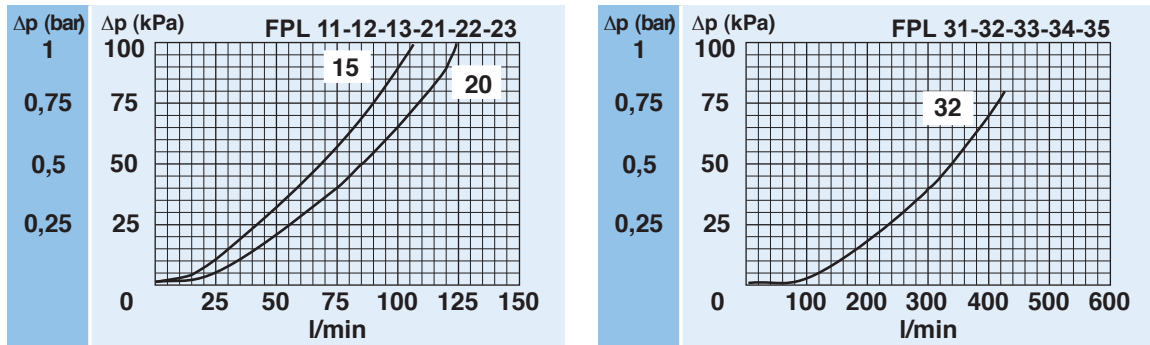 Δp (bar) Δp (kPa) FPL 11-12-13-21-22-23
1 100
15
20
0,75 75
0,5 50
0,25 25
0 25 50 75 100 125 150
l/min
Δp (bar) Δp (kPa) FPL 31-32-33-34-35
1 100
0,75 75
32
0,5 50
0,25 25
0 100 200 300 400 500 600
l/min